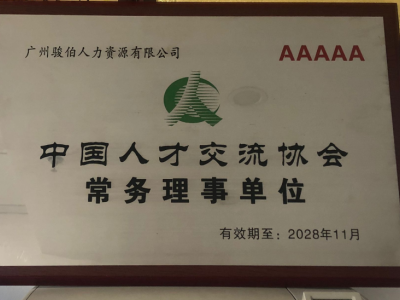 广州骏伯人力资源有限公司
AAAAA
中国人才交流协会
常务理事单位
有效期至：2028年11月